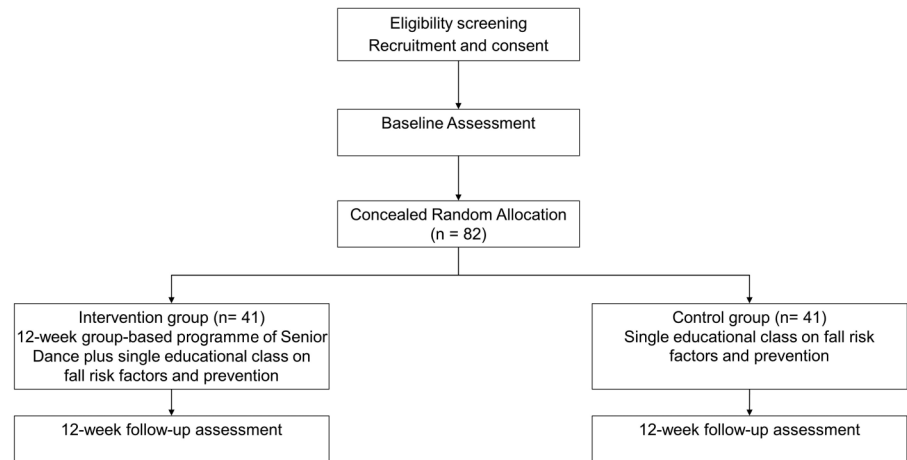 Eligibility screening
Recruitment and consent
Baseline Assessment
Concealed Random Allocation
(n = 82)
Intervention group (n= 41)
12-week group-based programme of Senior
Dance plus single educational class on
fall risk factors and prevention
Control group (n= 41)
Single educational class on fall risk
factors and prevention
12-week follow-up assessment
12-week follow-up assessment